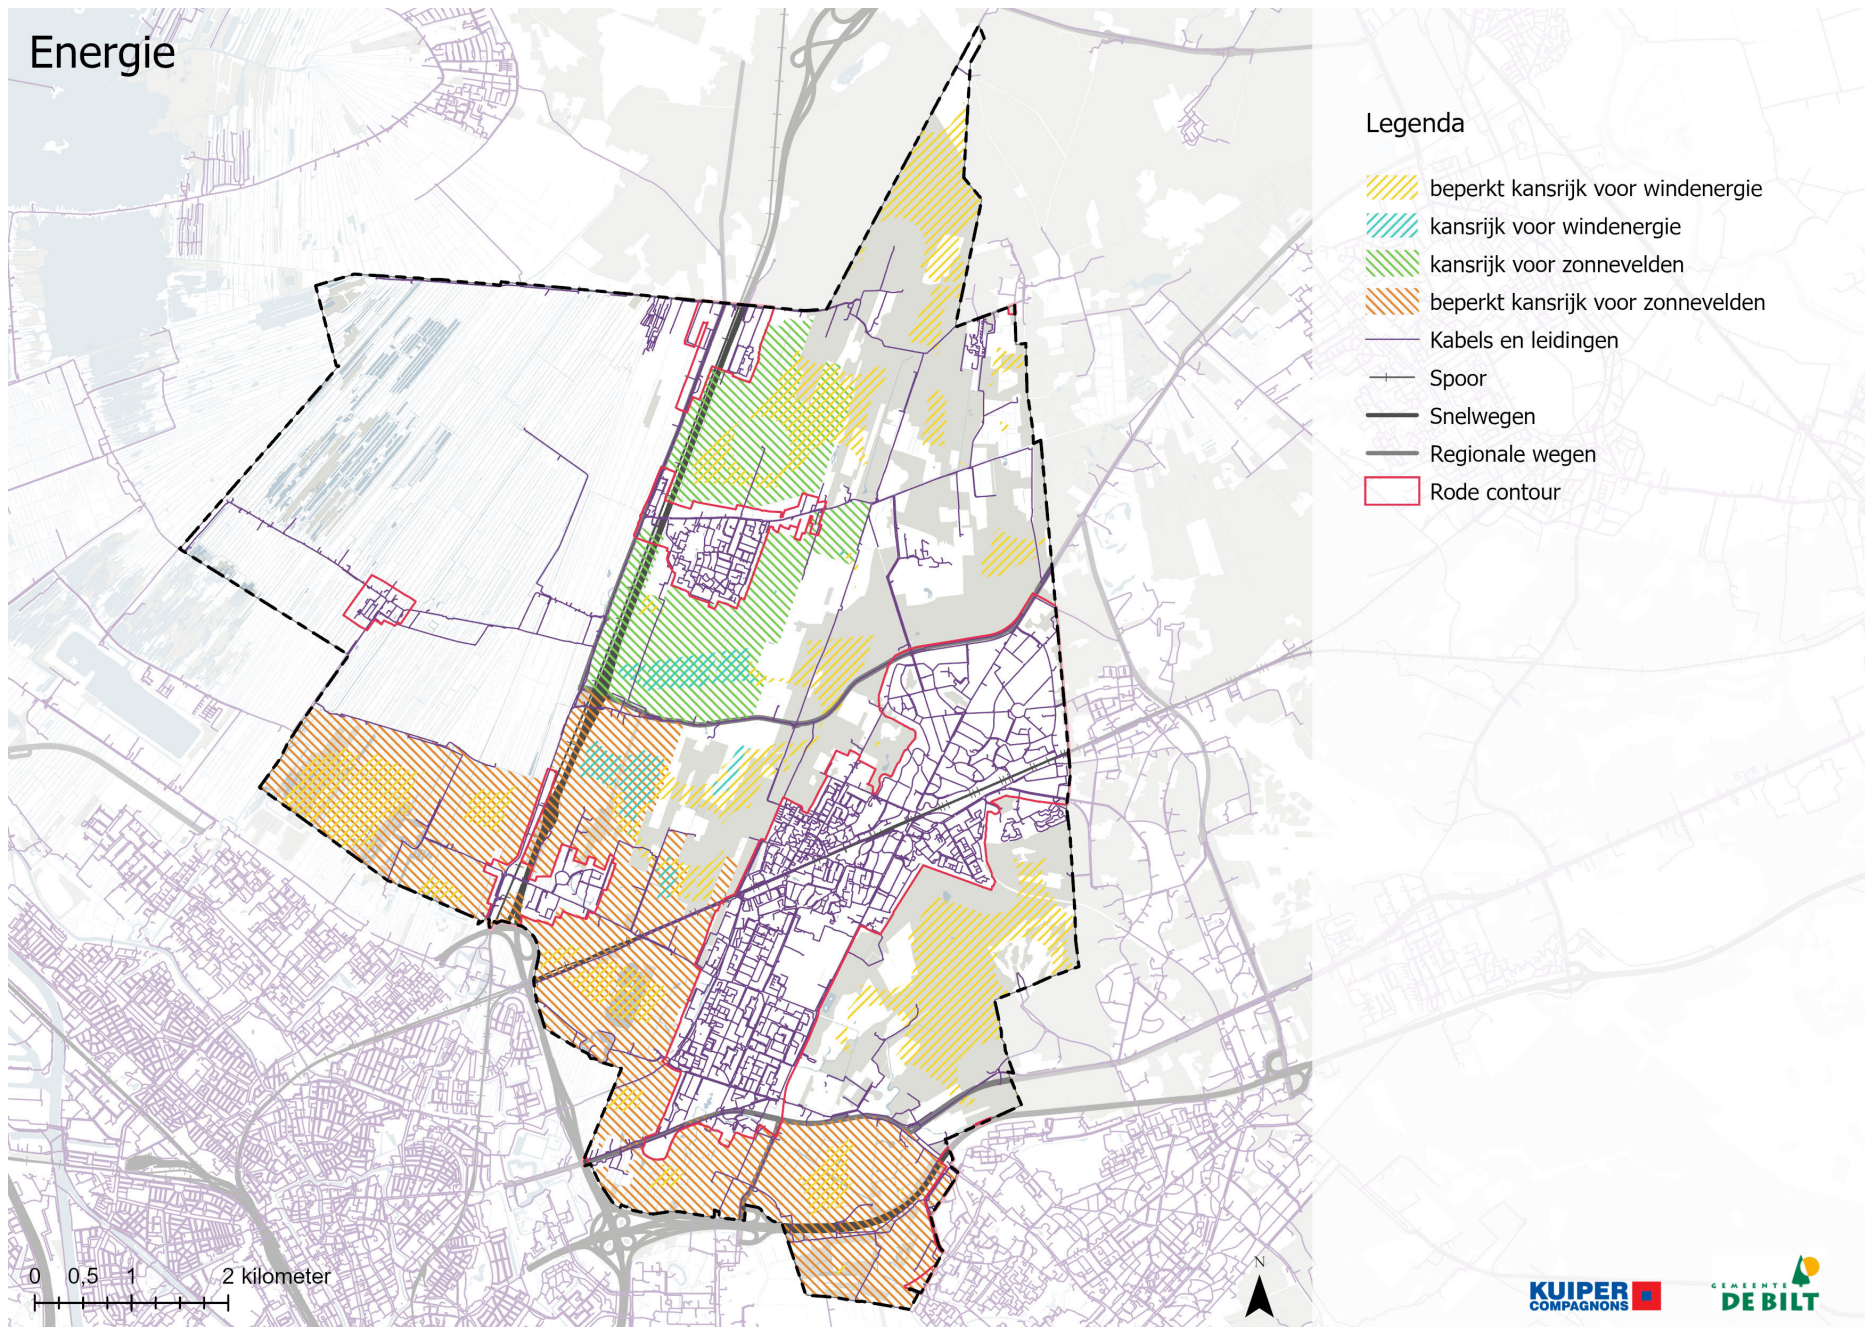 Energie
Legenda
beperkt kansrijk voor windenergie
kansrijk voor windenergie
kansrijk voor zonnevelden
beperkt kansrijk voor zonnevelden
Kabels en leidingen
Spoor
Snelwegen
Regionale wegen
Rode contour
0 0,5 1 2 kilometer
N
KUIPER
COMPAGNONS
GEMEENTE
DE BILT